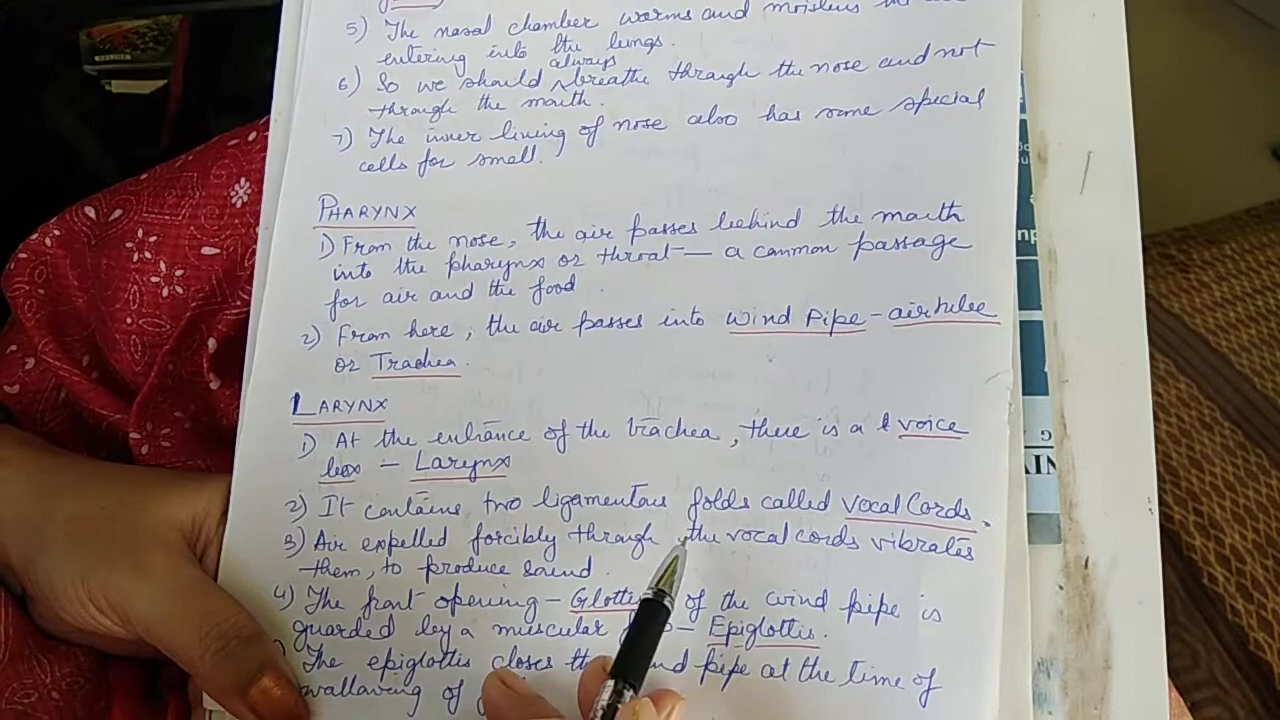 5) The nasal chamber warms and moistens
entering into the lungs.
always
6) So we should breathe through the nose and not
through the mouth.
7) The inner lining of nose also has some special
cells for smell.
PHARYNX
1) From the nose, the air passes behind the mouth
into the pharynx or throat — a common passage
for air and the food.
2) From here, the air passes into wind Pipe - airtube
or Trachea.
LARYNX
1) At the entrance of the trachea, there is a voice
box - Larynx
2) It contains two ligamentous folds called Vocal Cords.
3) Air expelled forcibly through the vocal cords vibrates
them, to produce sound.
4) The front opening - Glottis of the wind pipe is
guarded by a muscular - Epiglottis.
The epiglottis closes the pipe at the time of
swallowing of